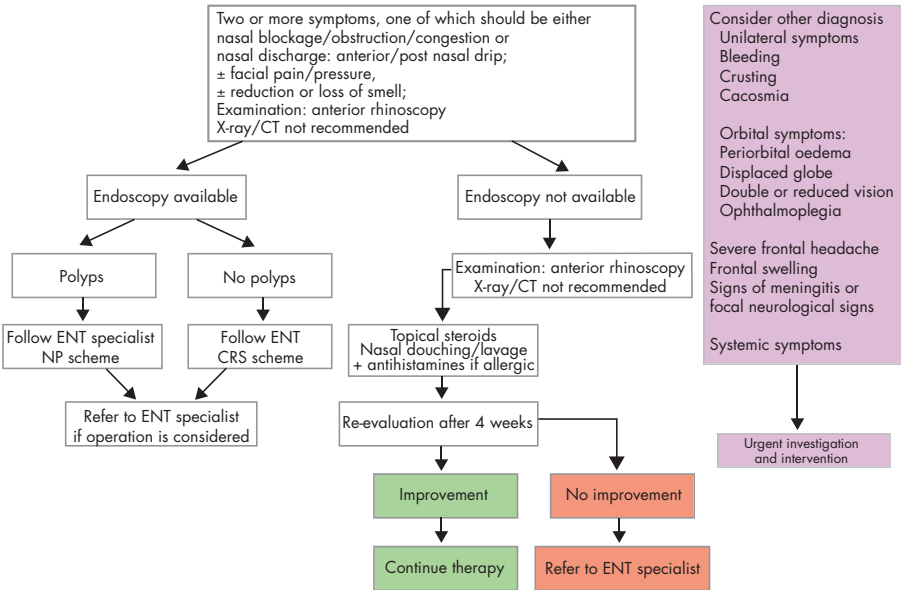 Two or more symptoms, one of which should be either
nasal blockage/obstruction/congestion or
nasal discharge: anterior/post nasal drip;
± facial pain/pressure,
± reduction or loss of smell;
Examination: anterior rhinoscopy
X-ray/CT not recommended
Endoscopy available
Endoscopy not available
Polyps
No polyps
Examination: anterior rhinoscopy
X-ray/CT not recommended
Follow ENT specialist
NP scheme
Follow ENT
CRS scheme
Topical steroids
Nasal douching/lavage
+ antihistamines if allergic
Refer to ENT specialist
if operation is considered
Re-evaluation after 4 weeks
Improvement
No improvement
Continue therapy
Refer to ENT specialist
Consider other diagnosis
Unilateral symptoms
Bleeding
Crusting
Cacosmia
Orbital symptoms:
Periorbital oedema
Displaced globe
Double or reduced vision
Ophthalmoplegia
Severe frontal headache
Frontal swelling
Signs of meningitis or
focal neurological signs
Systemic symptoms
Urgent investigation
and intervention